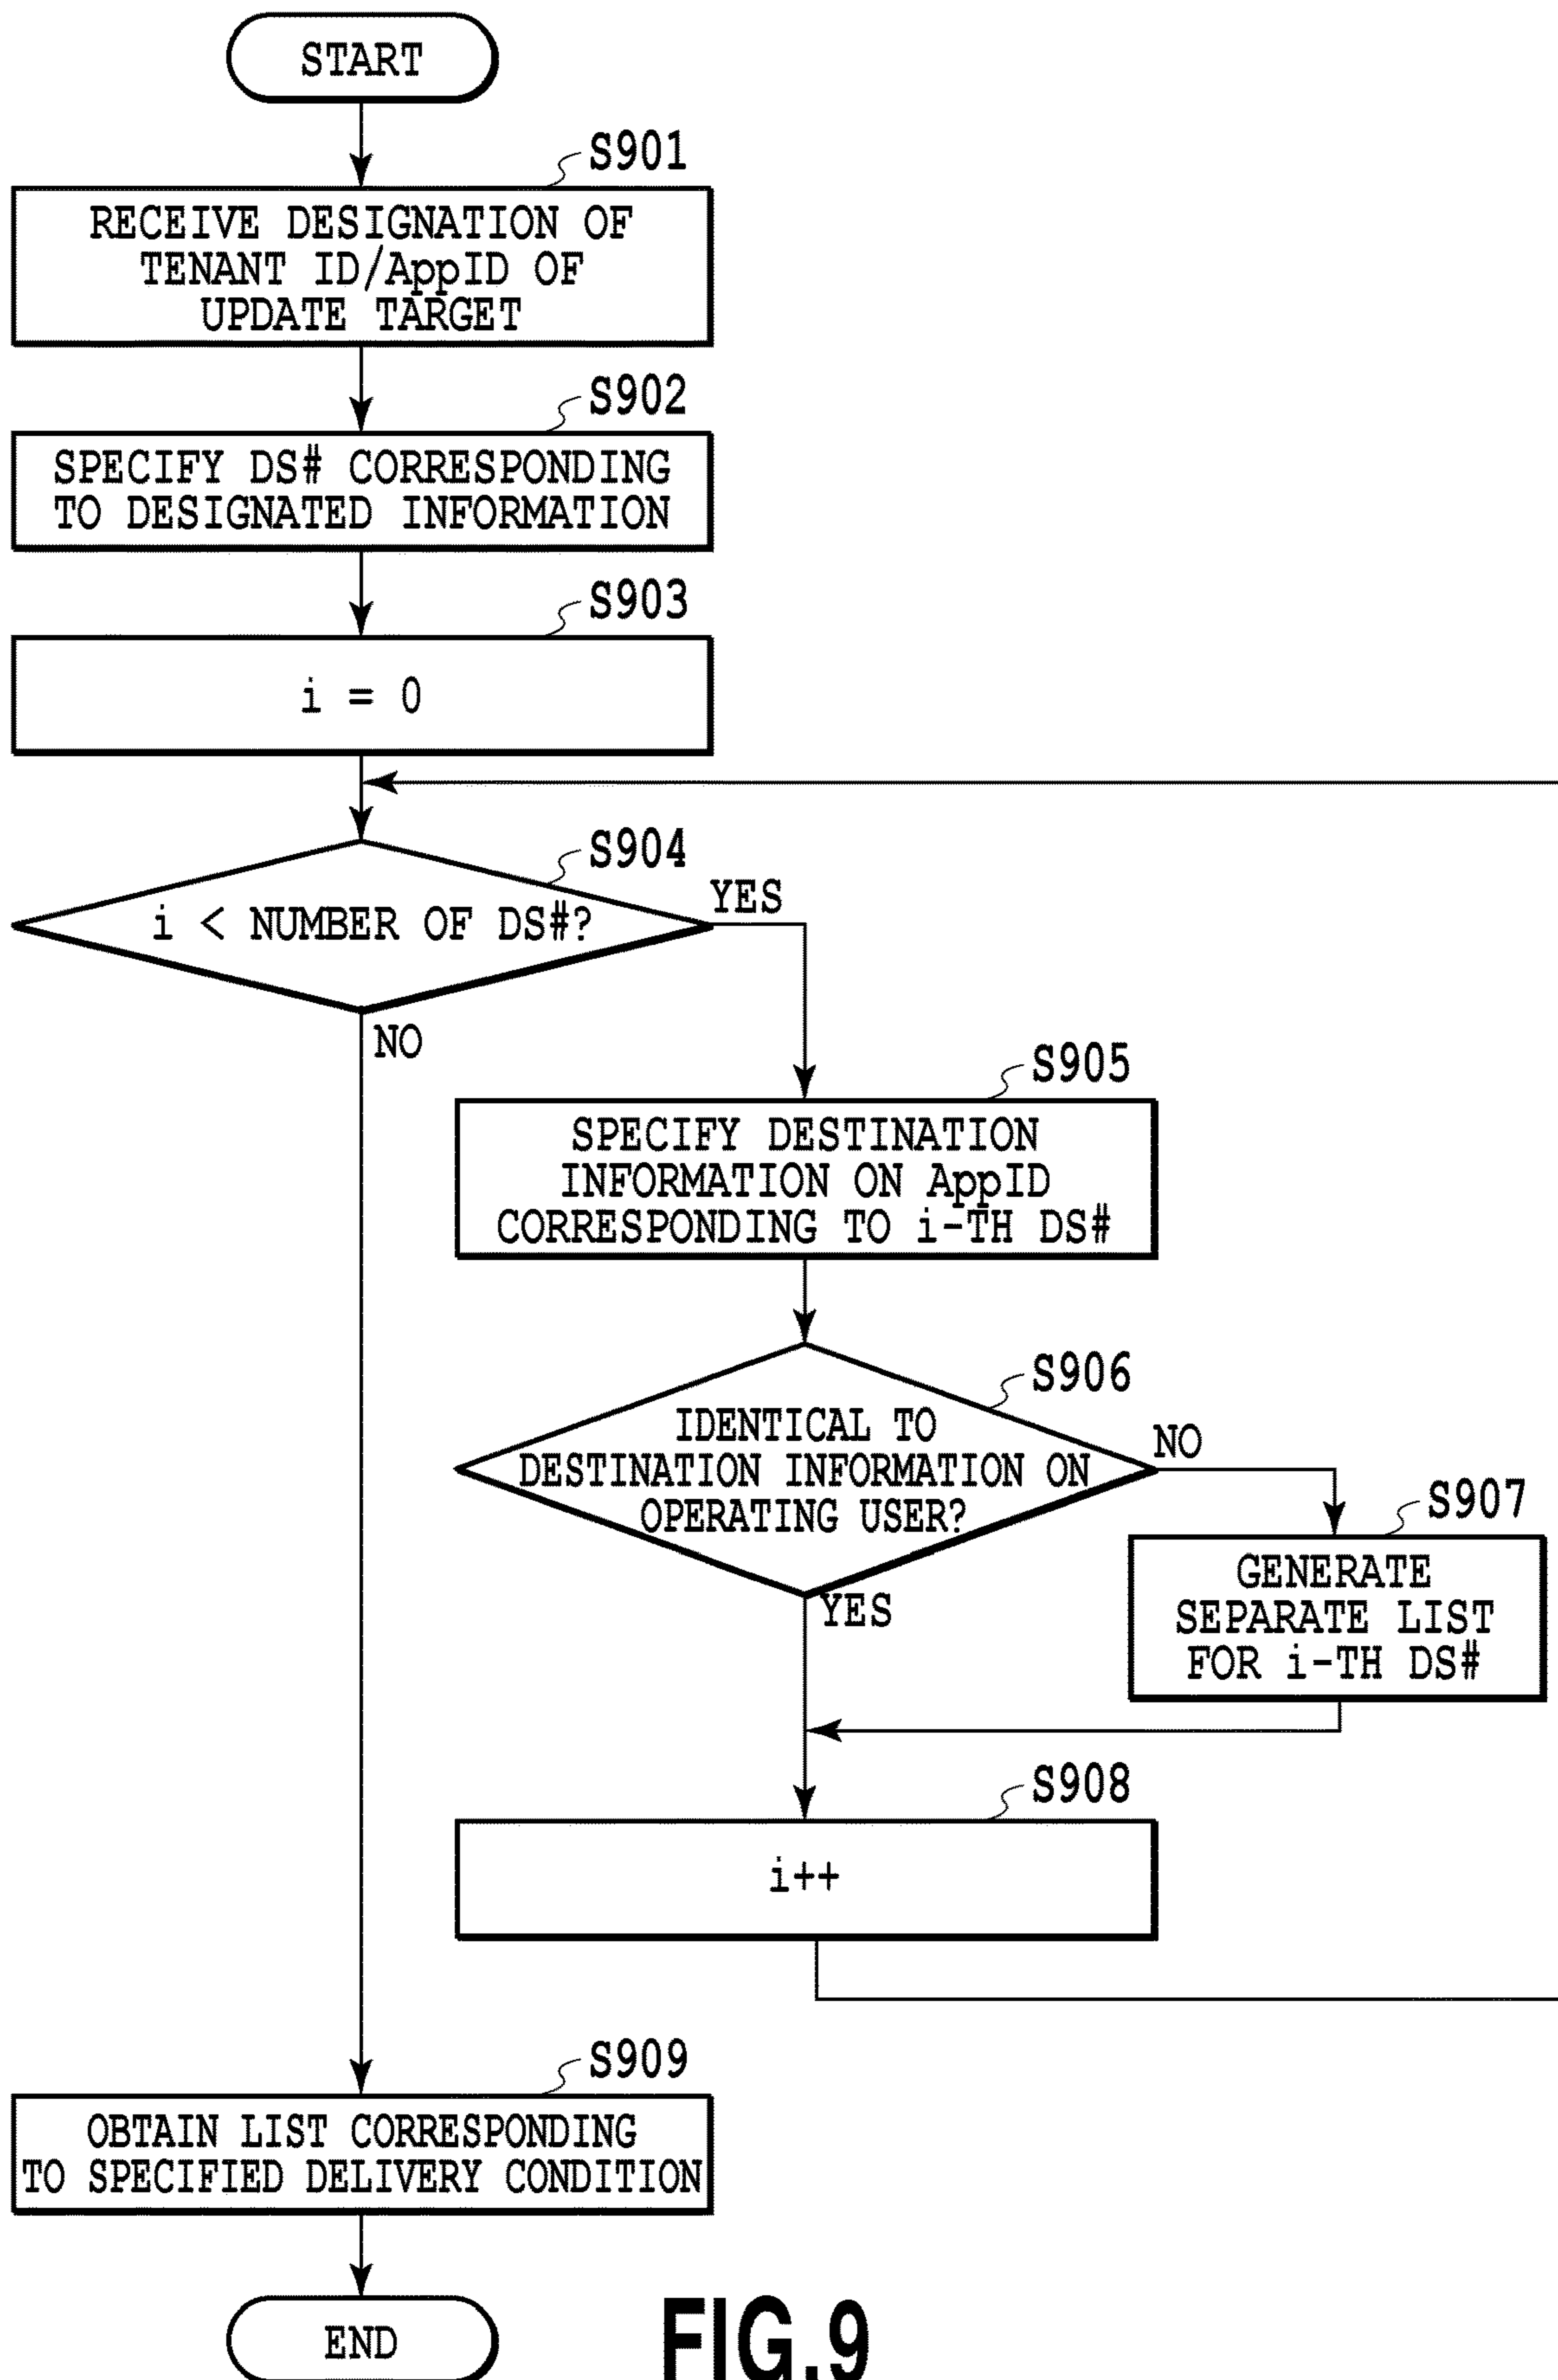 START
S901
RECEIVE DESIGNATION OF
TENANT ID/AppID OF
UPDATE TARGET
S902
SPECIFY DS# CORRESPONDING
TO DESIGNATED INFORMATION
S903
i = 0
S904
i < NUMBER OF DS#?
YES
NO
S905
SPECIFY DESTINATION
INFORMATION ON AppID
CORRESPONDING TO i-TH DS#
S906
IDENTICAL TO
DESTINATION INFORMATION ON
OPERATING USER?
NO
YES
S907
GENERATE
SEPARATE LIST
FOR i-TH DS#
S908
i++
S909
OBTAIN LIST CORRESPONDING
TO SPECIFIED DELIVERY CONDITION
END
FIG.9